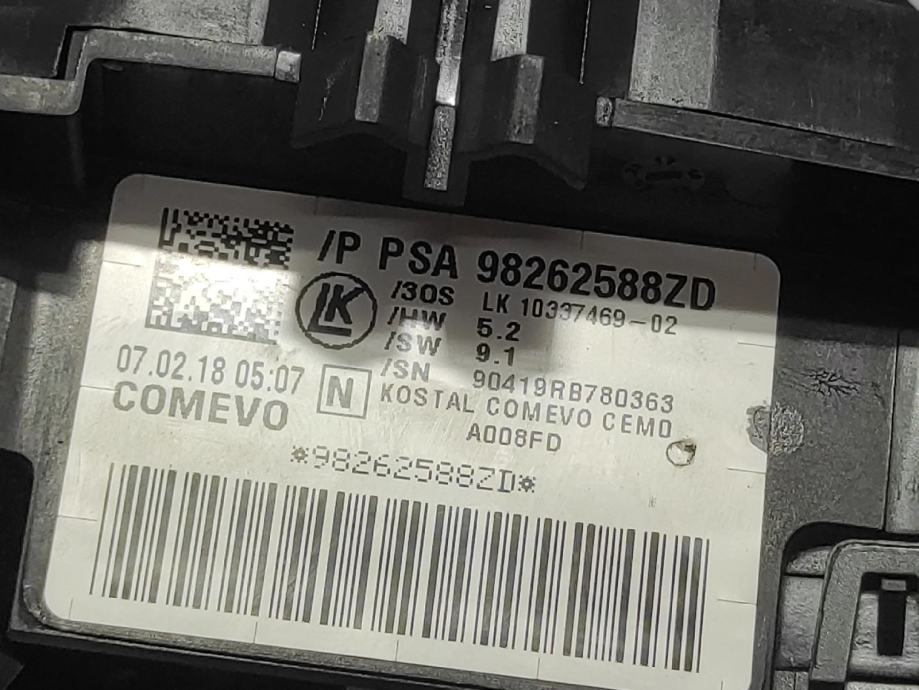 /P PSA 98262588ZD
/30S LK 10337469-02
/HW 5.2
/SW 9.1
/SN 90419RB780363
LK
07.02.18 05:07
N
KOSTAL COMEVO CEMO
COMEVO
A008FD
*98262588ZD*